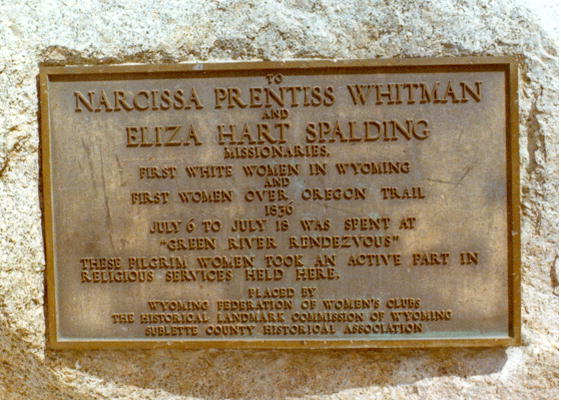 TO
NARCISSA PRENTISS WHITMAN
AND
ELIZA HART SPALDING
MISSIONARIES.
FIRST WHITE WOMEN IN WYOMING
AND
FIRST WOMEN OVER OREGON TRAIL
1836
JULY 6 TO JULY 18 WAS SPENT AT
"GREEN RIVER RENDEZVOUS"
THESE PILGRIM WOMEN TOOK AN ACTIVE PART IN
RELIGIOUS SERVICES HELD HERE.
PLACED BY
WYOMING FEDERATION OF WOMEN'S CLUBS
THE HISTORICAL LANDMARK COMMISSION OF WYOMING
SUBLETTE COUNTY HISTORICAL ASSOCIATION